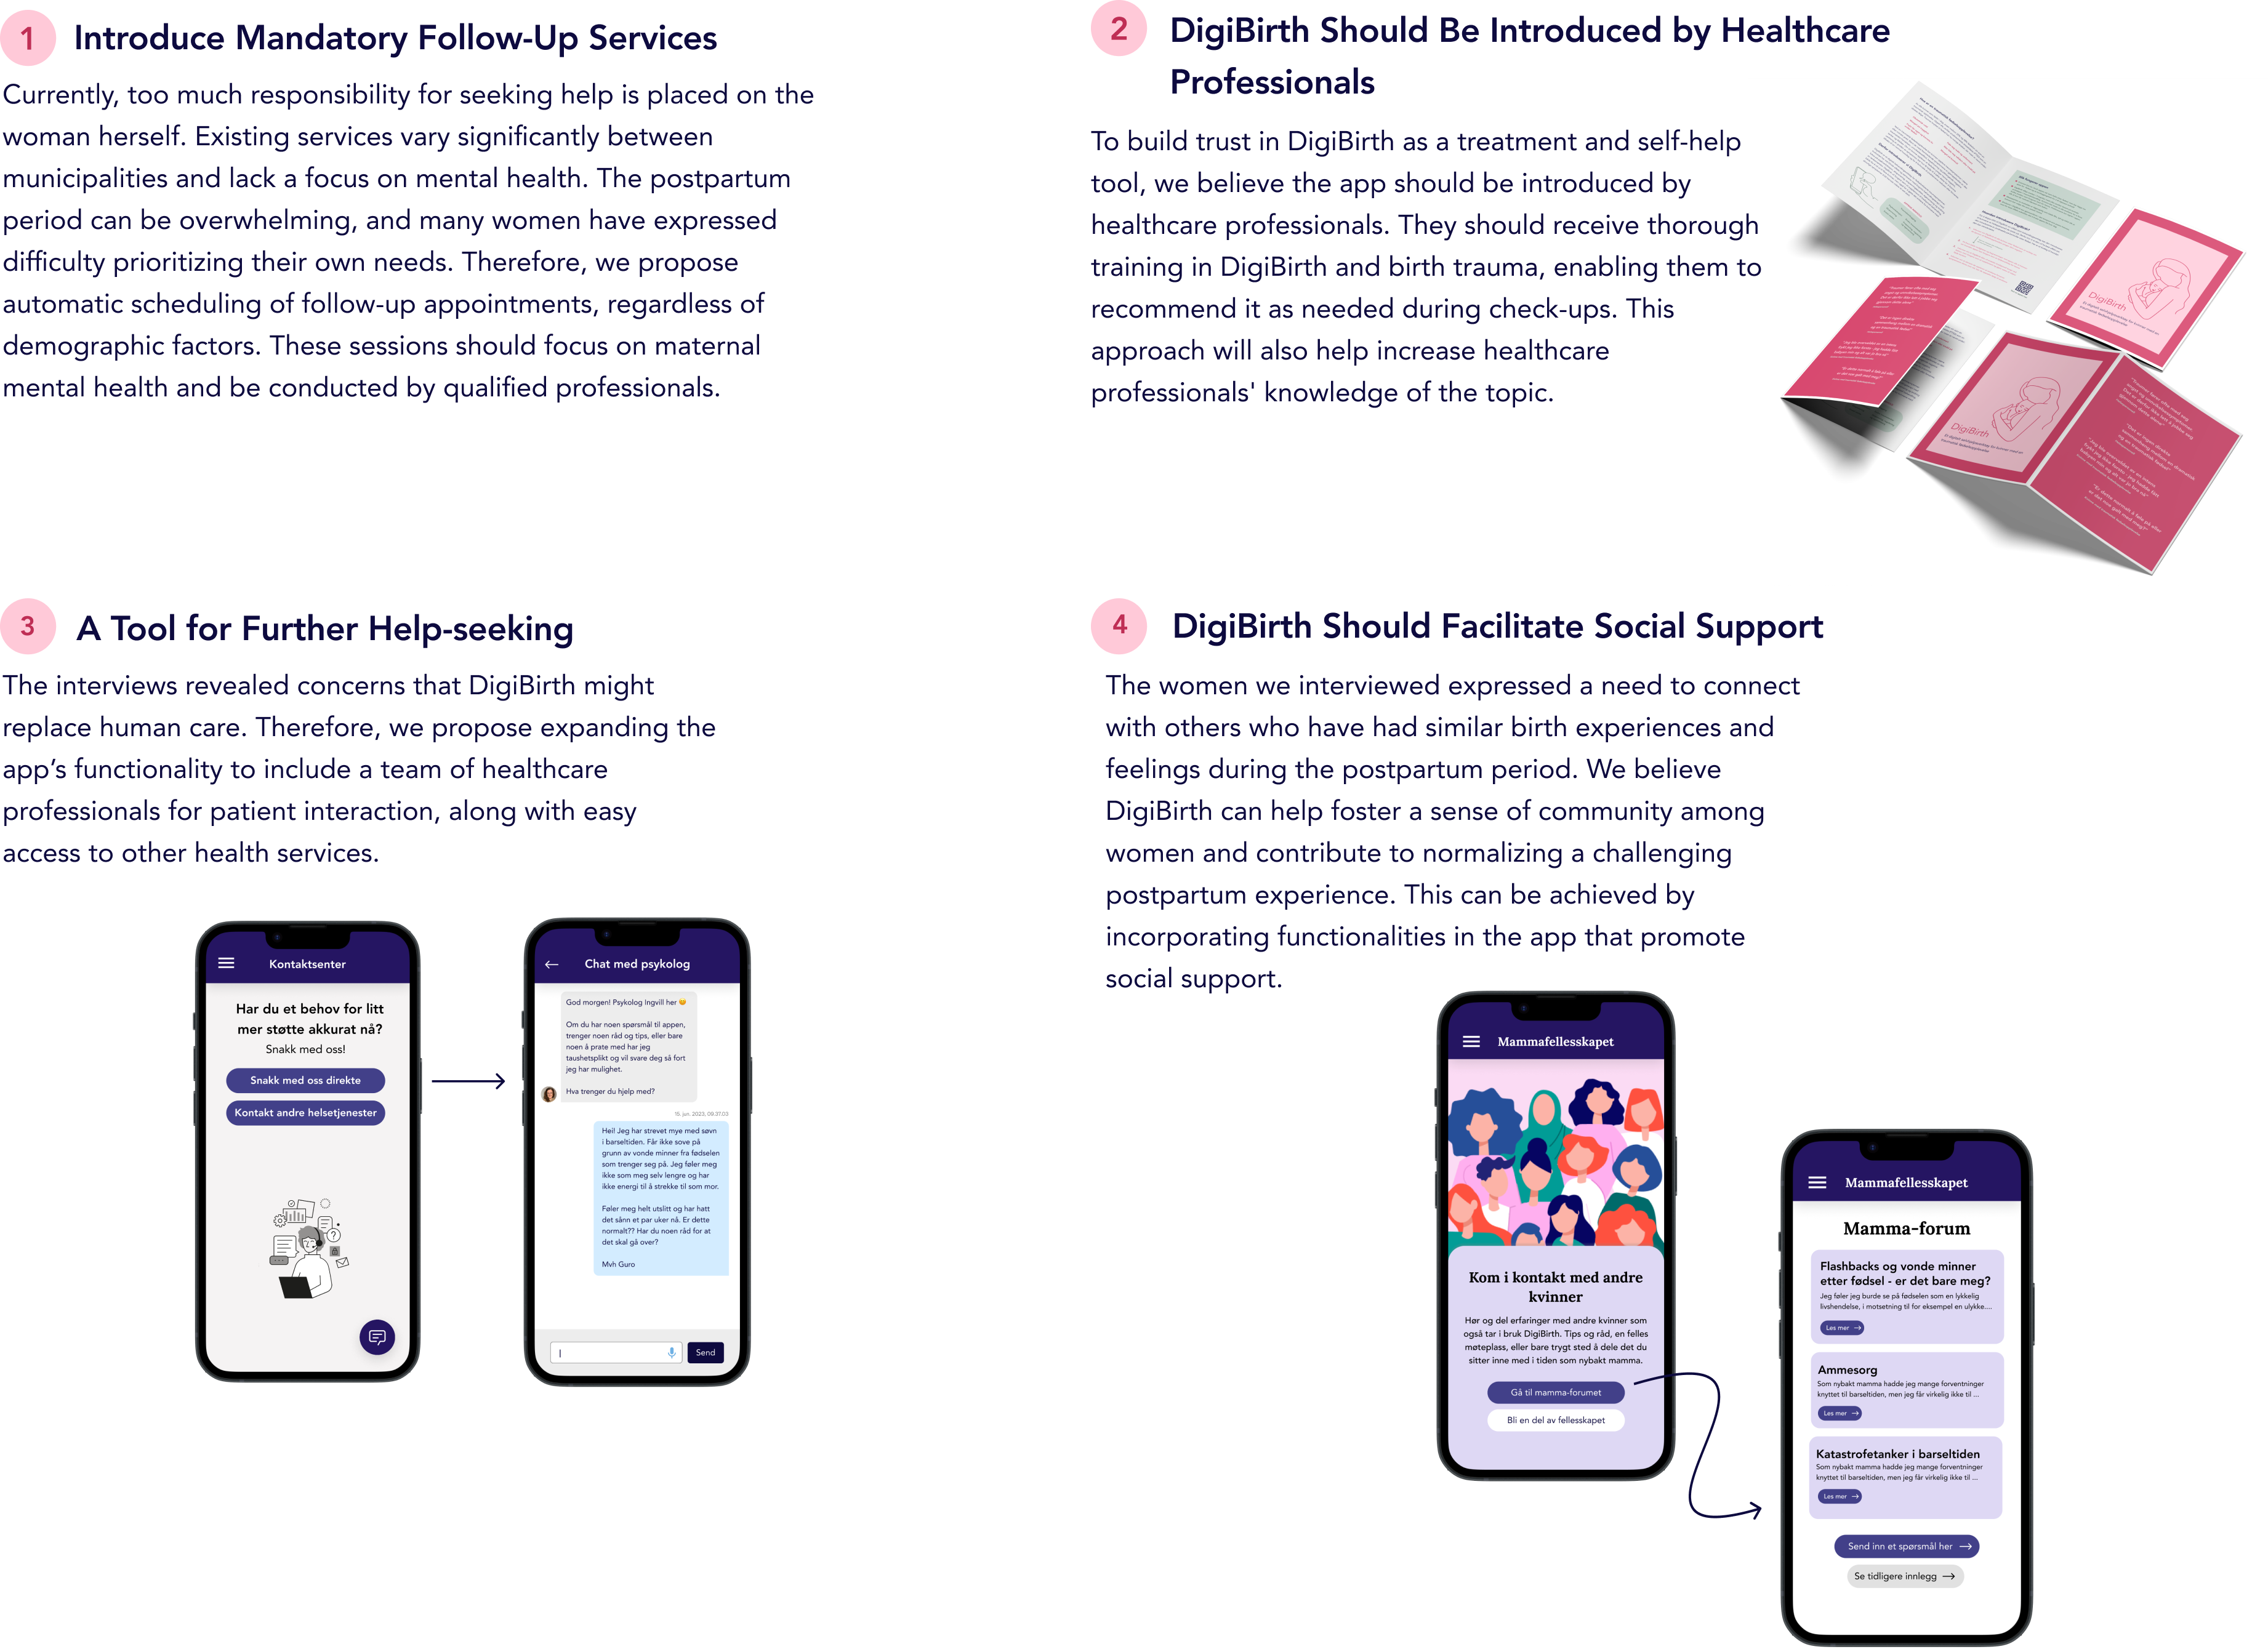 1
Introduce Mandatory Follow-Up Services
Currently, too much responsibility for seeking help is placed on the
woman herself. Existing services vary significantly between
municipalities and lack a focus on mental health. The postpartum
period can be overwhelming, and many women have expressed
difficulty prioritizing their own needs. Therefore, we propose
automatic scheduling of follow-up appointments, regardless of
demographic factors. These sessions should focus on maternal
mental health and be conducted by qualified professionals.
2
DigiBirth Should Be Introduced by Healthcare
Professionals
To build trust in DigiBirth as a treatment and self-help
tool, we believe the app should be introduced by
healthcare professionals. They should receive thorough
training in DigiBirth and birth trauma, enabling them to
recommend it as needed during check-ups. This
approach will also help increase healthcare
professionals' knowledge of the topic.
DigiBirth
DigiBirth
3
A Tool for Further Help-seeking
The interviews revealed concerns that DigiBirth might
replace human care. Therefore, we propose expanding the
app’s functionality to include a team of healthcare
professionals for patient interaction, along with easy
access to other health services.
Kontaktsenter
Har du et behov for litt
mer støtte akkurat nå?
Snakk med oss!
Snakk med oss direkte
Kontakt andre helsetjenester
Chat med psykolog
God morgen! Psykolog Ingvill her 😊
Om du har noen spørsmål til appen,
trenger noen råd og tips, eller bare
noen å prate med har jeg
taushetsplikt og vil svare deg så fort
jeg har mulighet.
Hva trenger du hjelp med?
15. jun. 2023, 09.37.03
Hei! Jeg har strevet mye med søvn
i barseltiden. Får ikke sove på
grunn av vonde minner fra fødselen
som trenger seg på. Jeg føler meg
ikke som meg selv lengre og har
ikke energi til å strekke til som mor.
Føler meg helt utslitt og har hatt
det sånn et par uker nå. Er dette
normalt?? Har du noen råd for at
det skal gå over?
Mvh Guro
Send
4
DigiBirth Should Facilitate Social Support
The women we interviewed expressed a need to connect
with others who have had similar birth experiences and
feelings during the postpartum period. We believe
DigiBirth can help foster a sense of community among
women and contribute to normalizing a challenging
postpartum experience. This can be achieved by
incorporating functionalities in the app that promote
social support.
Mammafellesskapet
Kom i kontakt med andre
kvinner
Hør og del erfaringer med andre kvinner som
også tar i bruk DigiBirth. Tips og råd, en felles
møteplass, eller bare trygt sted å dele det du
sitter inne med i tiden som nybakt mamma.
Gå til mamma-forumet
Bli en del av fellesskapet
Mammafellesskapet
Mamma-forum
Flashbacks og vonde minner
etter fødsel - er det bare meg?
Jeg føler jeg burde se på fødselen som en lykkelig
livshendelse, i motsetning til for eksempel en ulykke....
Les mer
Ammesorg
Som nybakt mamma hadde jeg mange forventninger
knyttet til barseltiden, men jeg får virkelig ikke til ...
Les mer
Katastrofetanker i barseltiden
Som nybakt mamma hadde jeg mange forventninger
knyttet til barseltiden, men jeg får virkelig ikke til ...
Les mer
Send inn et spørsmål her
Se tidligere innlegg